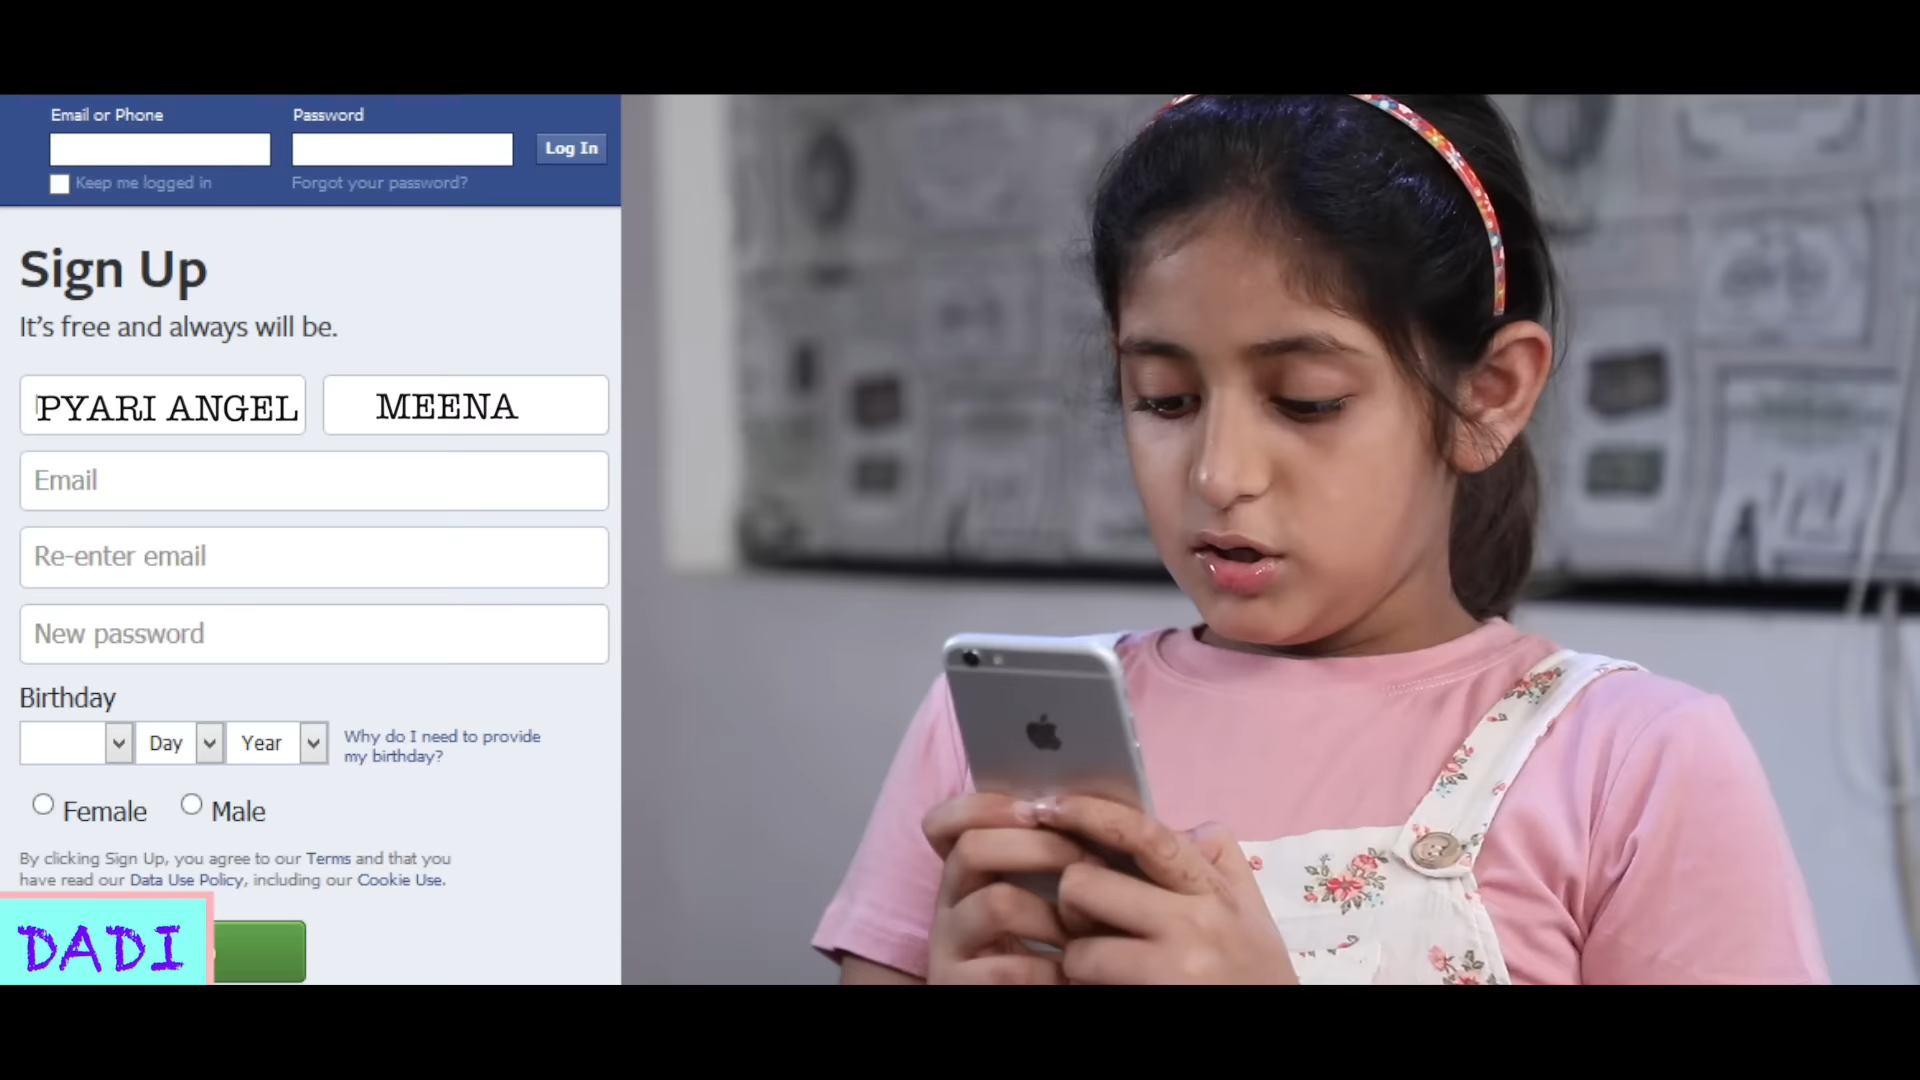 Email or Phone Password
Log In
Keep me logged in Forgot your password?
Sign Up
It's free and always will be.
PYARI ANGEL MEENA
Email
Re-enter email
New password
Birthday
Day Year
Why do I need to provide
my birthday?
Female Male
By clicking Sign Up, you agree to our Terms and that you
have read our Data Use Policy, including our Cookie Use.
DADI